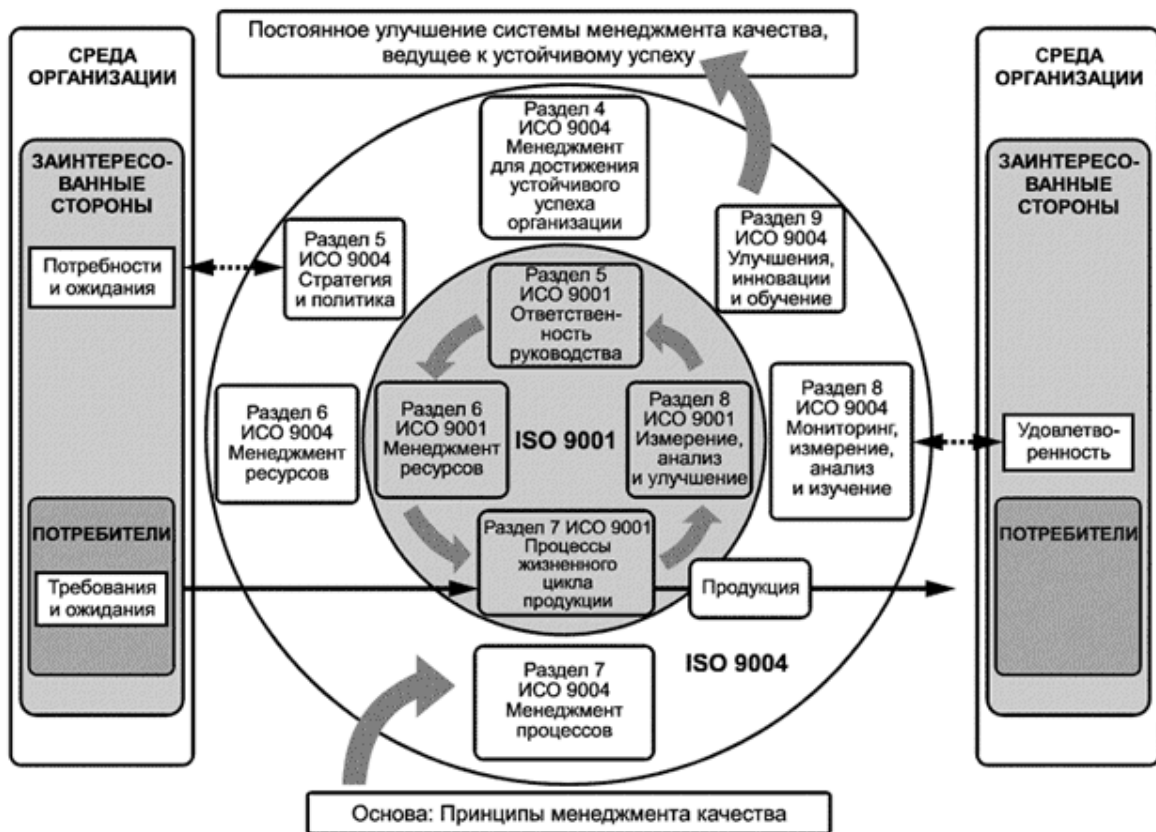 Постоянное улучшение системы менеджмента качества,
ведущее к устойчивому успеху
СРЕДА
ОРГАНИЗАЦИИ
ЗАИНТЕРЕСО-
ВАННЫЕ
СТОРОНЫ
Потребности
и ожидания
ПОТРЕБИТЕЛИ
Требования
и ожидания
Раздел 4
ИСО 9004
Менеджмент
для достижения
устойчивого
успеха
организации
Раздел 5
ИСО 9004
Стратегия
и политика
Раздел 9
ИСО 9004
Улучшения,
инновации
и обучение
Раздел 5
ИСО 9001
Ответствен-
ность
руководства
Раздел 6
ИСО 9004
Менеджмент
ресурсов
Раздел 6
ИСО 9001
Менеджмент
ресурсов
ISO 9001
Раздел 8
ИСО 9001
Измерение,
анализ
и улучшение
Раздел 8
ИСО 9004
Мониторинг,
измерение,
анализ
и изучение
Раздел 7 ИСО 9001
Процессы
жизненного
цикла
продукции
Продукция
ISO 9004
Раздел 7
ИСО 9004
Менеджмент
процессов
СРЕДА
ОРГАНИЗАЦИИ
ЗАИНТЕРЕСО-
ВАННЫЕ
СТОРОНЫ
Удовлетво-
ренность
ПОТРЕБИТЕЛИ
Основа: Принципы менеджмента качества